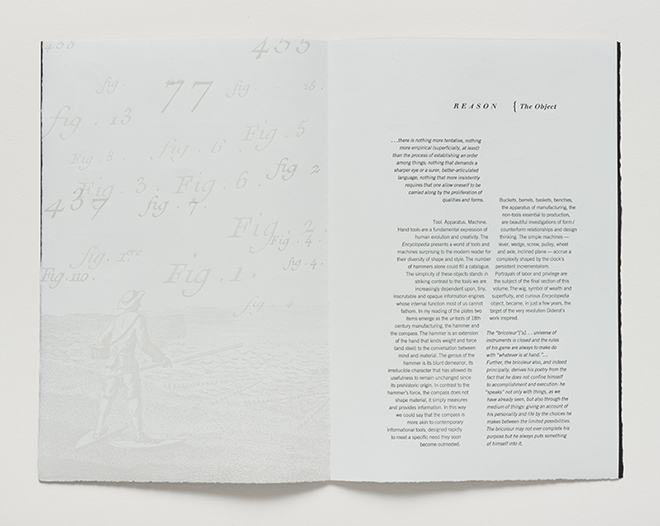 455
455
fig.
77
fig.
16.
fig. 13
Fig. 5
fig. 6.
Fig. 8.
fig 2
Fig. 3.
Fig. 6.
437
fig. 7.
Fig. 2.
Fig. 4.
fig. 1ere
fig. 4.
Fig. no.
Fig. 1.
fig.
REASON { The Object
. . .there is nothing more tentative, nothing
more empirical (superficially, at least)
than the process of establishing an order
among things; nothing that demands a
sharper eye or a surer, better-articulated
language; nothing that more insistently
requires that one allow oneself to be
carried along by the proliferation of
qualities and forms.
Tool. Apparatus. Machine.
Hand tools are a fundamental expression of
human evolution and creativity. The
Encyclopedia presents a world of tools and
machines surprising to the modern reader for
their diversity of shape and style. The number
of hammers alone could fill a catalogue.
The simplicity of these objects stands in
striking contrast to the tools we are
increasingly dependent upon, tiny,
inscrutable and opaque information engines
whose internal function most of us cannot
fathom. In my reading of the plates two
items emerge as the ur-tools of 18th
century manufacturing, the hammer and
the compass. The hammer is an extension
of the hand that lends weight and force
(and ideal) to the conversation between
mind and material. The genius of the
hammer is its blunt demeanor, its
irreducible character that has allowed its
usefulness to remain unchanged since
its prehistoric origin. In contrast to the
hammer's force, the compass does not
shape material, it simply measures
and provides information. In this way
we could say that the compass is
more akin to contemporary
informational tools, designed rapidly
to meet a specific need they soon
become outmoded.
Buckets, barrels, baskets, benches,
the apparatus of manufacturing, the
non-tools essential to production,
are beautiful investigations of form/
counterform relationships and design
thinking. The simple machines —
lever, wedge, screw, pulley, wheel
and axle, inclined plane — accrue a
complexity shaped by the clock's
persistent incrementalism.
Portrayals of labor and privilege are
the subject of the final section of this
volume. The wig, symbol of wealth and
superfluity, and curious Encyclopedia
object, became, in just a few years, the
target of the very revolution Diderot's
work inspired.
The "bricoleur"['s]. . . universe of
instruments is closed and the rules
of his game are always to make do
with "whatever is at hand."...
Further, the bricoleur also, and indeed
principally, derives his poetry from the
fact that he does not confine himself
to accomplishment and execution: he
"speaks" not only with things, as we
have already seen, but also through the
medium of things: giving an account of
his personality and life by the choices he
makes between the limited possibilities.
The bricoleur may not ever complete his
purpose but he always puts something
of himself into it.